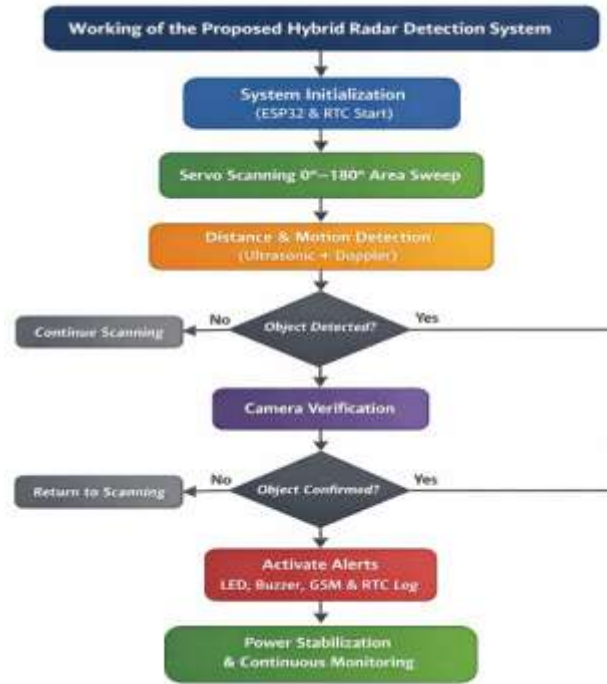 Working of the Proposed Hybrid Radar Detection System
System Initialization
(ESP32 & RTC Start)
Servo Scanning 0°–180° Area Sweep
Distance & Motion Detection
(Ultrasonic + Doppler)
No
Object Detected?
Yes
Continue Scanning
Camera Verification
No
Object Confirmed?
Yes
Return to Scanning
Activate Alerts
LED, Buzzer, GSM & RTC Log
Power Stabilization
& Continuous Monitoring